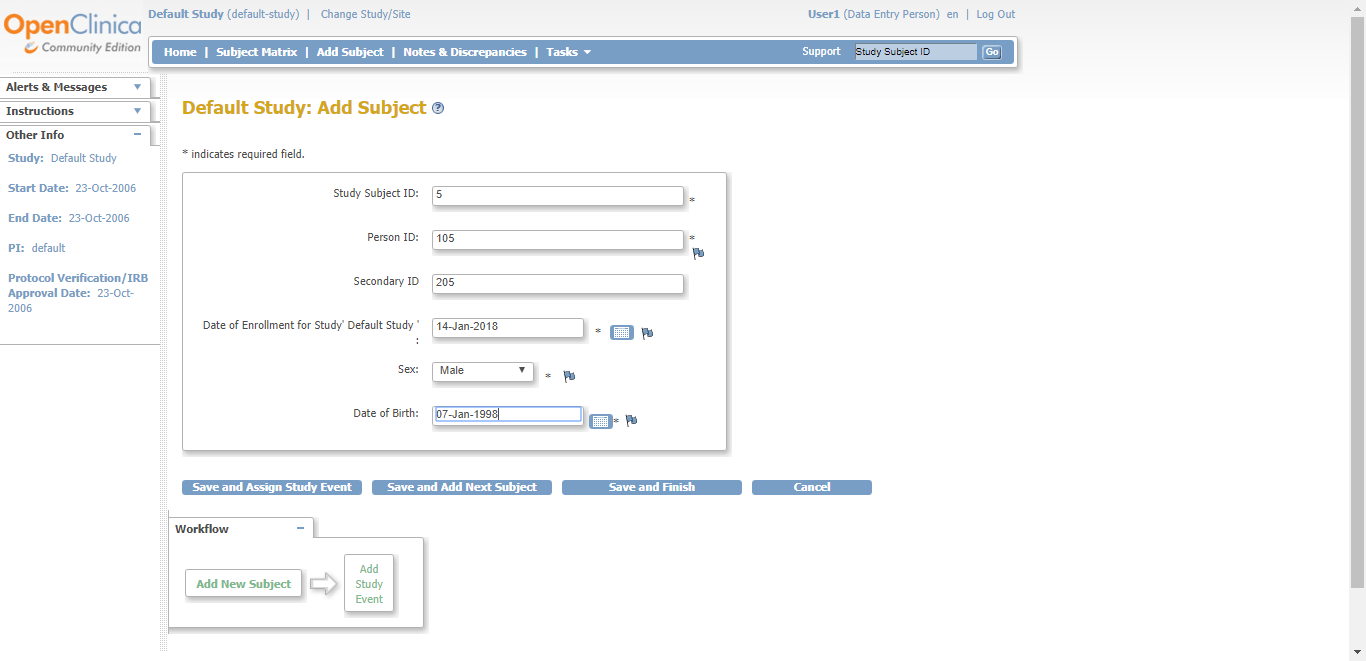 OpenClinica
Community Edition
Default Study (default-study) | Change Study/Site
User1 (Data Entry Person) en | Log Out
Home | Subject Matrix | Add Subject | Notes & Discrepancies | Tasks
Support Study Subject ID Go
Alerts & Messages
Instructions
Other Info
Study: Default Study
Start Date: 23-Oct-2006
End Date: 23-Oct-2006
PI: default
Protocol Verification/IRB
Approval Date: 23-Oct-
2006
Default Study: Add Subject ?
* indicates required field.
Study Subject ID: 5 *
Person ID: 105 *
Secondary ID 205
Date of Enrollment for Study' Default Study ' 14-Jan-2018 *
:
Sex: Male *
Date of Birth: 07-Jan-1998 *
Save and Assign Study Event Save and Add Next Subject Save and Finish Cancel
Workflow
Add New Subject
Add
Study
Event